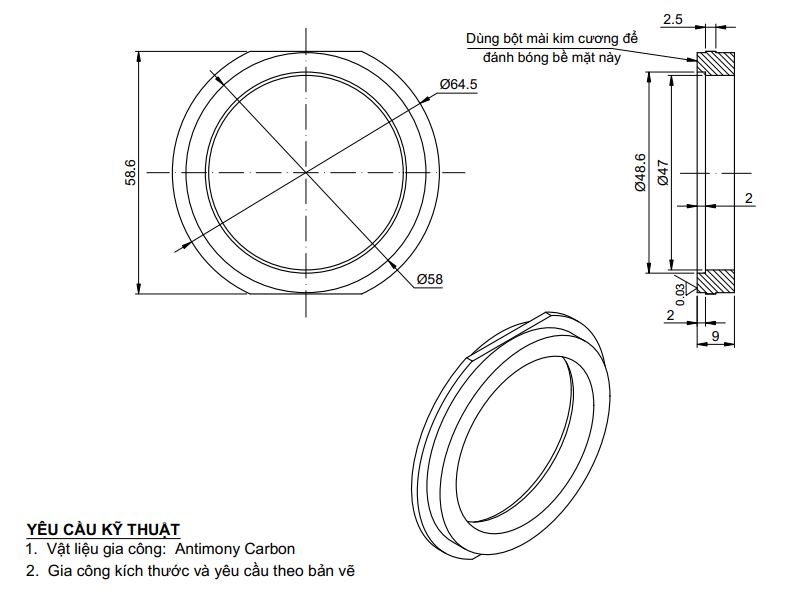 2.5
Dùng bột mài kim cương để
đánh bóng bề mặt này
Ø64.5
58.6
Ø48.6
Ø47
2
Ø58
0.03
2
9
YÊU CẦU KỸ THUẬT
1. Vật liệu gia công: Antimony Carbon
2. Gia công kích thước và yêu cầu theo bản vẽ